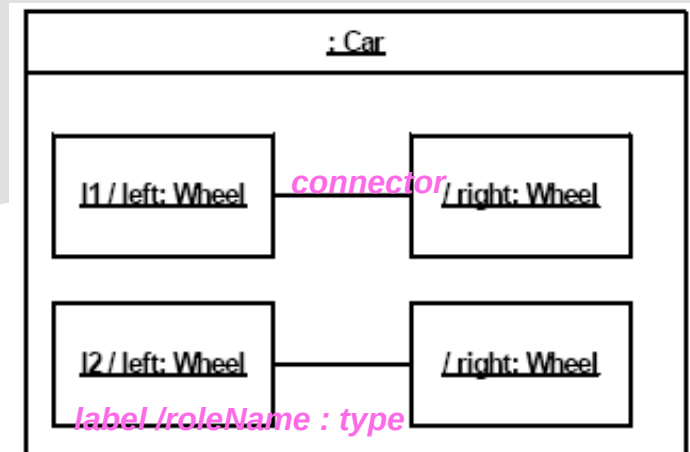 : Car
l1 / left: Wheel
connector
/ right: Wheel
l2 / left: Wheel
/ right: Wheel
label /roleName : type